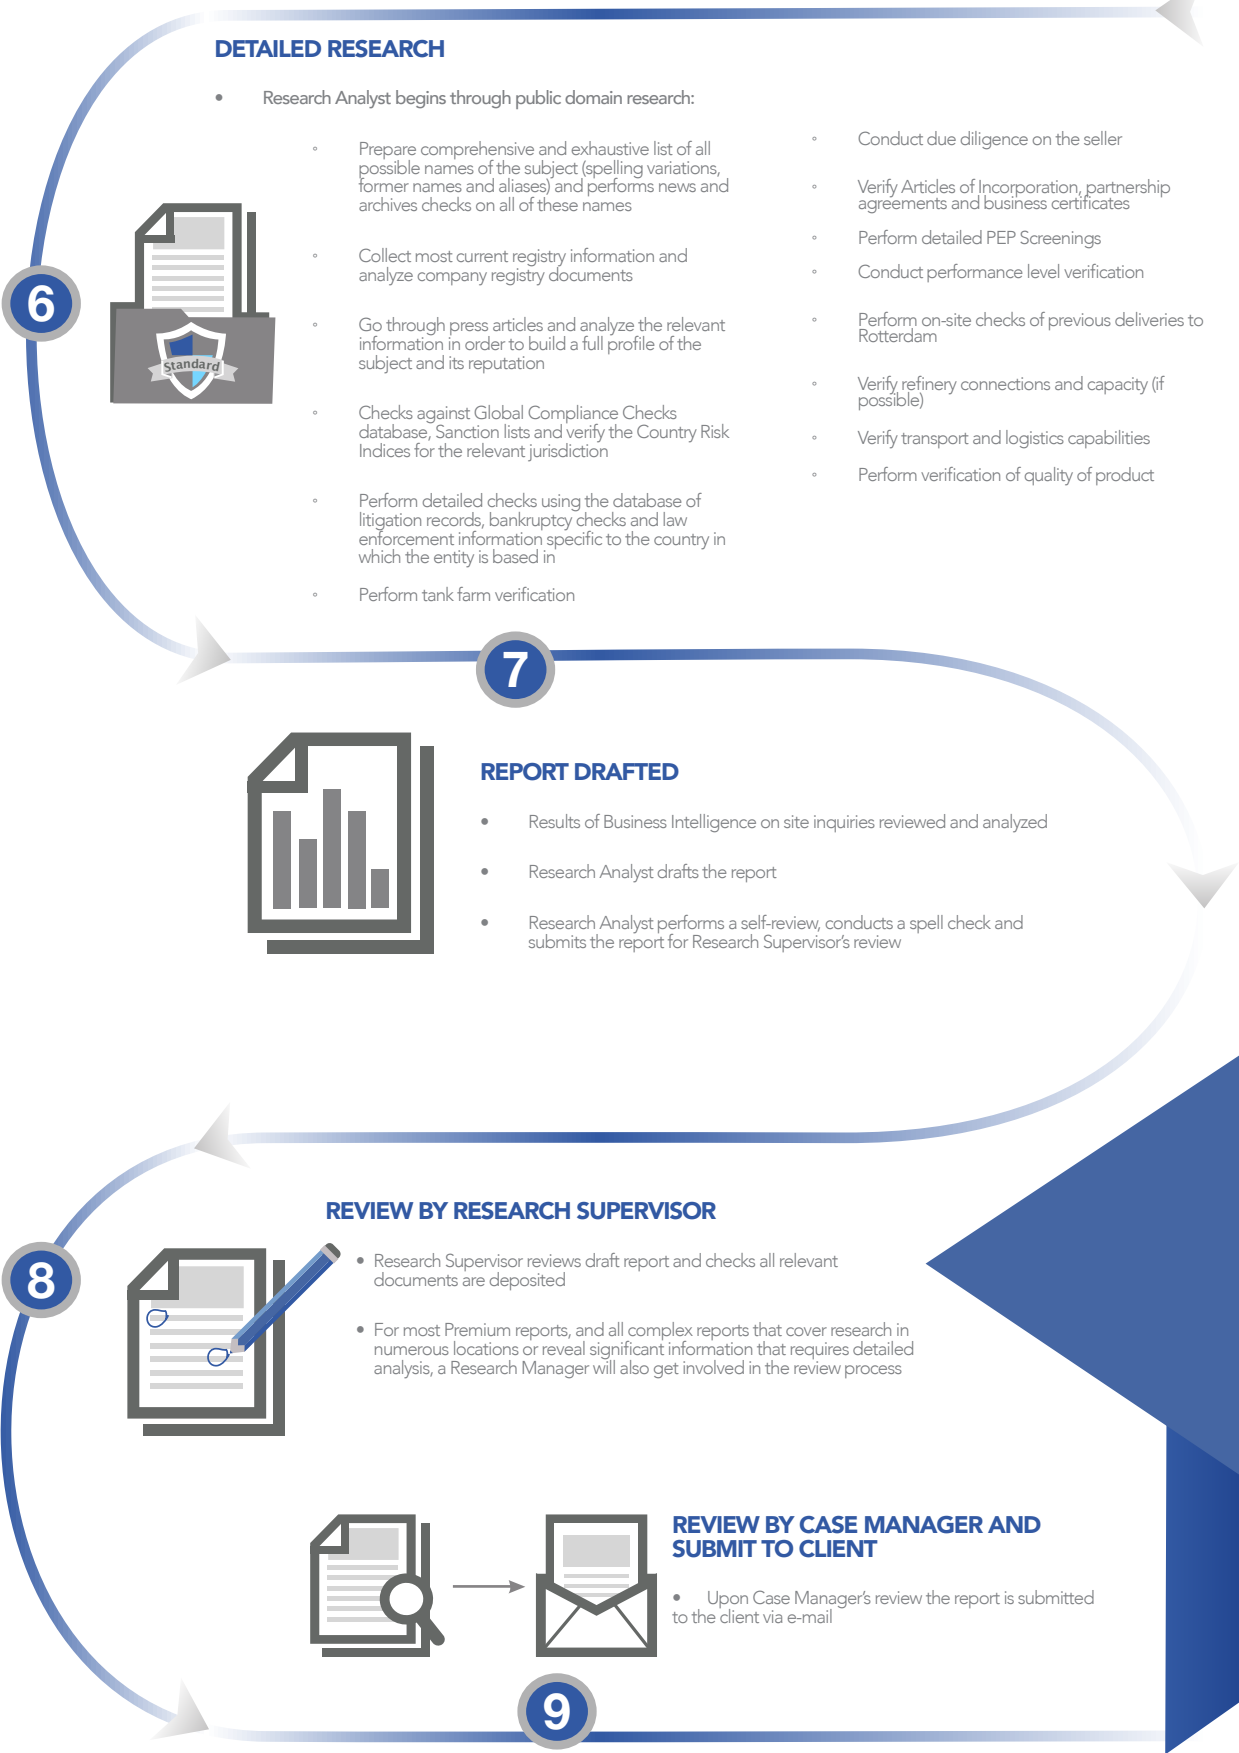 DETAILED RESEARCH
• Research Analyst begins through public domain research:
◦ Prepare comprehensive and exhaustive list of all
possible names of the subject (spelling variations,
former names and aliases) and performs news and
archives checks on all of these names
◦ Collect most current registry information and
analyze company registry documents
◦ Go through press articles and analyze the relevant
information in order to build a full profile of the
subject and its reputation
◦ Checks against Global Compliance Checks
database, Sanction lists and verify the Country Risk
Indices for the relevant jurisdiction
◦ Perform detailed checks using the database of
litigation records, bankruptcy checks and law
enforcement information specific to the country in
which the entity is based in
◦ Perform tank farm verification
◦ Conduct due diligence on the seller
◦ Verify Articles of Incorporation, partnership
agreements and business certificates
◦ Perform detailed PEP Screenings
◦ Conduct performance level verification
◦ Perform on-site checks of previous deliveries to
Rotterdam
◦ Verify refinery connections and capacity (if
possible)
◦ Verify transport and logistics capabilities
◦ Perform verification of quality of product
6
Standard
7
REPORT DRAFTED
• Results of Business Intelligence on site inquiries reviewed and analyzed
• Research Analyst drafts the report
• Research Analyst performs a self-review, conducts a spell check and
submits the report for Research Supervisor's review
8
REVIEW BY RESEARCH SUPERVISOR
• Research Supervisor reviews draft report and checks all relevant
documents are deposited
• For most Premium reports, and all complex reports that cover research in
numerous locations or reveal significant information that requires detailed
analysis, a Research Manager will also get involved in the review process
REVIEW BY CASE MANAGER AND
SUBMIT TO CLIENT
• Upon Case Manager's review the report is submitted
to the client via e-mail
9